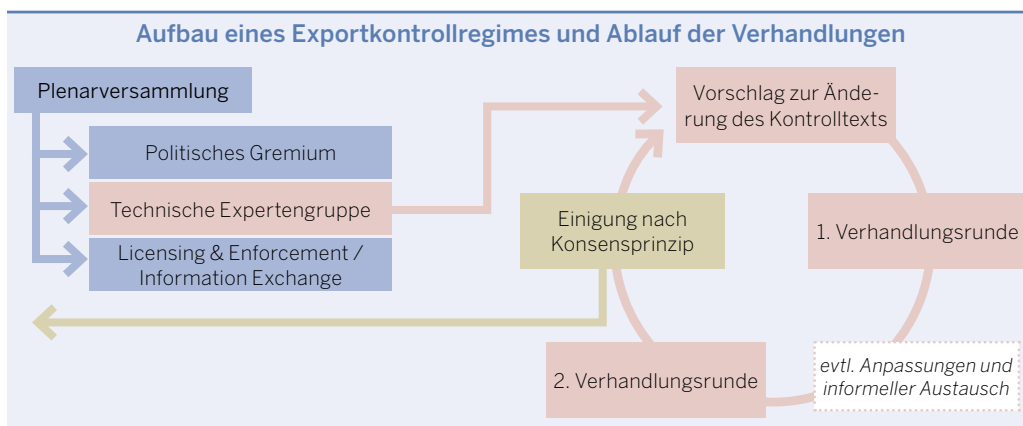 Aufbau eines Exportkontrollregimes und Ablauf der Verhandlungen
Plenarversammlung
Politisches Gremium
Technische Expertengruppe
Licensing & Enforcement /
Information Exchange
Vorschlag zur Ände-
rung des Kontrolltexts
1. Verhandlungsrunde
evtl. Anpassungen und
informeller Austausch
2. Verhandlungsrunde
Einigung nach
Konsensprinzip